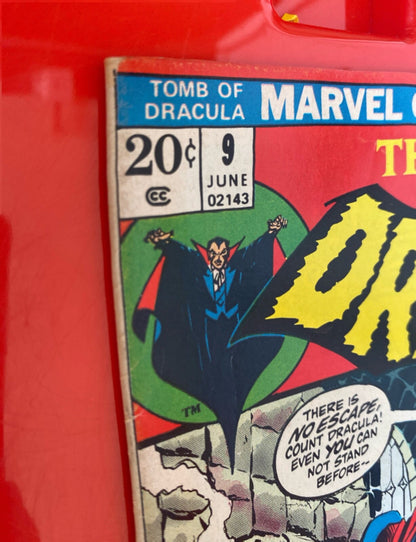 TOMB OF
DRACULA
MARVEL
20¢
9
JUNE
02143
CC
TM
THERE IS
NO ESCAPE,
COUNT DRACULA!
EVEN YOU CAN
NOT STAND
BEFORE~